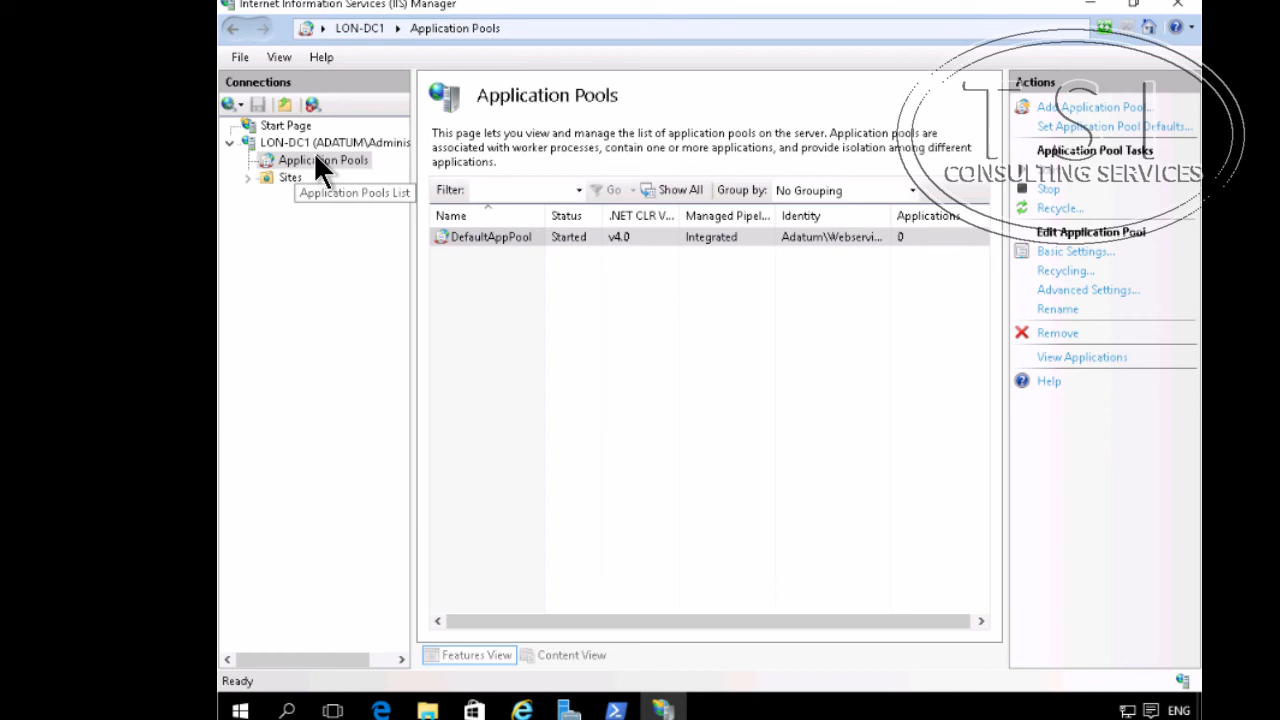 Internet Information Services (IIS) Manager
LON-DC1 Application Pools
File View Help
Connections
Start Page
LON-DC1 (ADATUM\Adminis
Application Pools
Sites
Application Pools List
Application Pools
This page lets you view and manage the list of application pools on the server. Application pools are
associated with worker processes, contain one or more applications, and provide isolation among different
applications.
Filter: Go Show All Group by: No Grouping
Name Status .NET CLR V... Managed Pipel... Identity Applications
DefaultAppPool Started v4.0 Integrated Adatum\Webservi... 0
Features View Content View
Actions
Add Application Pool...
Set Application Pool Defaults...
Application Pool Tasks
Stop
Recycle...
Edit Application Pool
Basic Settings...
Recycling...
Advanced Settings...
Rename
Remove
View Applications
Help
TSI
CONSULTING SERVICES
Ready
ENG